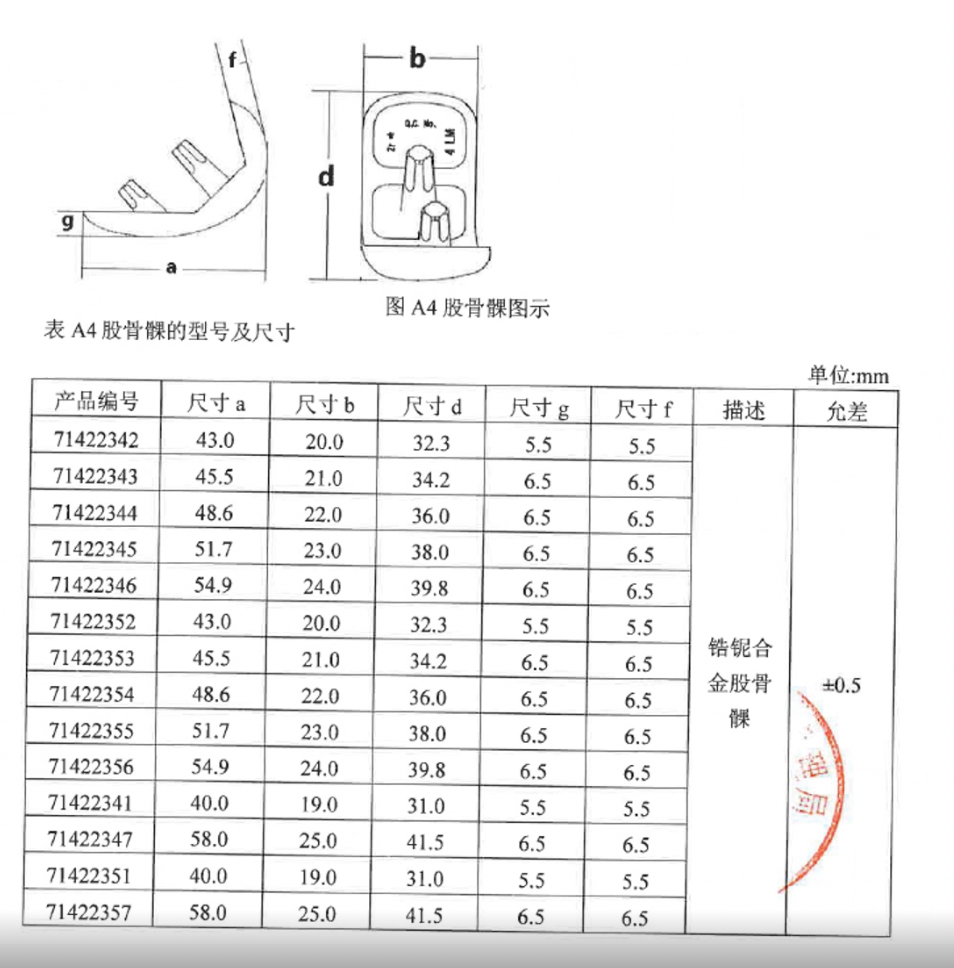 f
b
Q.C. No.
Zr-
4 LM
d
g
a
图 A4 股骨髁图示
表 A4 股骨髁的型号及尺寸
单位:mm
产品编号 尺寸 a 尺寸 b 尺寸 d 尺寸 g 尺寸 f 描述 允差
71422342 43.0 20.0 32.3 5.5 5.5
71422343 45.5 21.0 34.2 6.5 6.5
71422344 48.6 22.0 36.0 6.5 6.5
71422345 51.7 23.0 38.0 6.5 6.5
71422346 54.9 24.0 39.8 6.5 6.5
71422352 43.0 20.0 32.3 5.5 5.5
71422353 45.5 21.0 34.2 6.5 6.5
71422354 48.6 22.0 36.0 6.5 6.5
71422355 51.7 23.0 38.0 6.5 6.5
71422356 54.9 24.0 39.8 6.5 6.5
71422341 40.0 19.0 31.0 5.5 5.5
71422347 58.0 25.0 41.5 6.5 6.5
71422351 40.0 19.0 31.0 5.5 5.5
71422357 58.0 25.0 41.5 6.5 6.5
锆铌合
金股骨
髁
±0.5
理
局